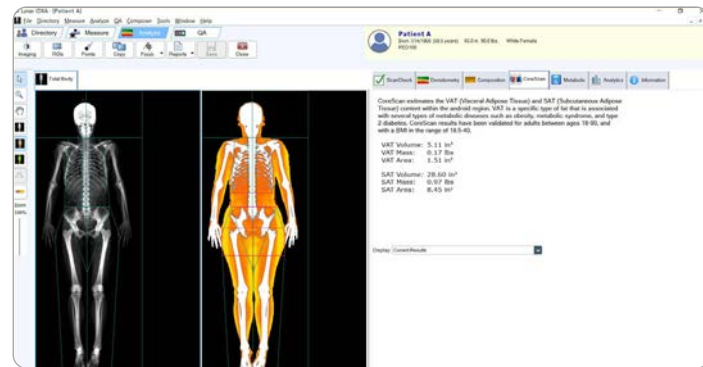 Lunar iDXA - [Patient A]
File Directory Measure Analyze QA Composer Tools Window Help
Directory Measure Analyze QA
Imaging ROIs Points Copy Posn Reports Save Close
Patient A
White Female
Total Body
ScanCheck Densitometry Composition CoreScan Metabolic Analytics Information
CoreScan estimates the VAT (Visceral Adipose Tissue) and SAT (Subcutaneous Adipose
Tissue) content within the android region. VAT is a specific type of fat that is associated
with several types of metabolic diseases such as obesity, metabolic syndrome, and type
2 diabetes. CoreScan results have been validated for adults between ages 18-90, and
with a BMI in the range of 18.5-40.
VAT Volume: 5.11 in³
VAT Mass: 0.17 lbs
VAT Area: 1.51 in²
SAT Volume: 28.60 in³
SAT Mass: 0.97 lbs
SAT Area: 8.45 in²
Zoom
100%
Display: Current Results